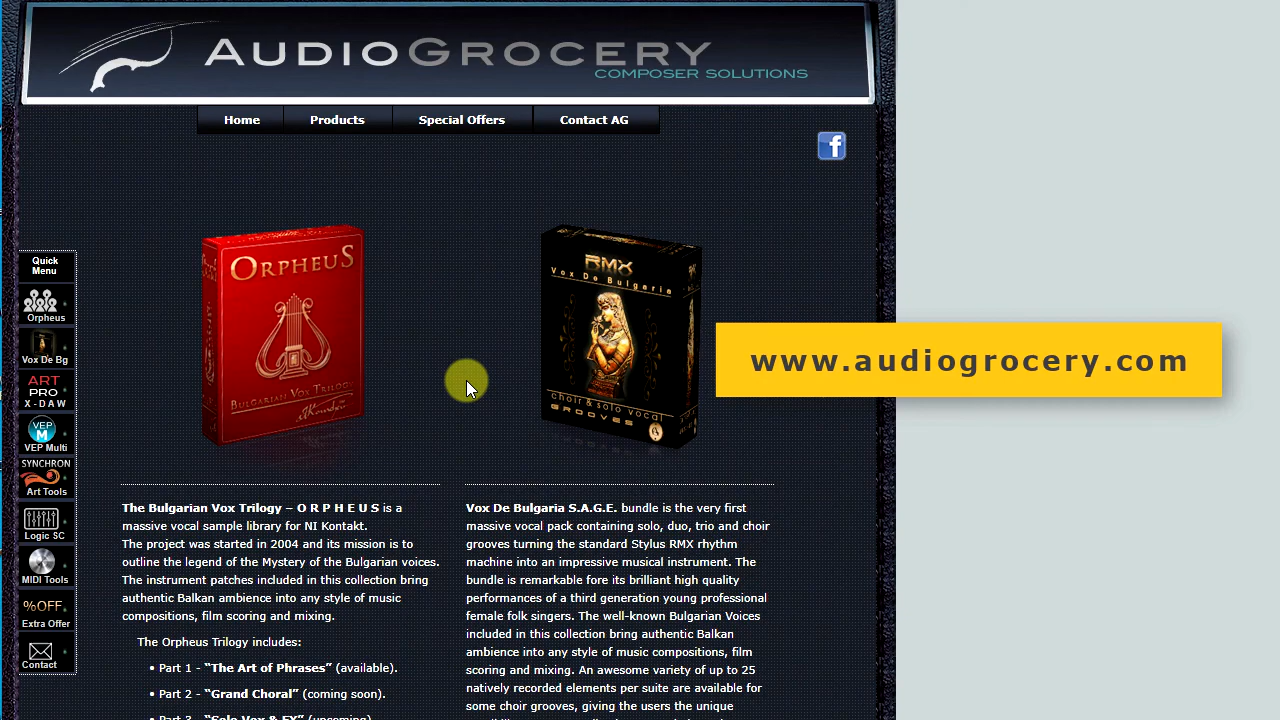 AUDIOGROCERY
COMPOSER SOLUTIONS
Home Products Special Offers Contact AG
f
Quick
Menu
Orpheus
Vox De Bg
ART
PRO
X - D A W
VEP
M
VEP Multi
SYNCHRON
Art Tools
Logic SC
MIDI Tools
%OFF
Extra Offer
Contact
ORPHEUS
BULGARIAN VOX TRILOGY
RMX
Vox De Bulgaria
choir & solo vocal
GROOVES
www.audiogrocery.com
The Bulgarian Vox Trilogy – O R P H E U S is a
massive vocal sample library for NI Kontakt.
The project was started in 2004 and its mission is to
outline the legend of the Mystery of the Bulgarian voices.
The instrument patches included in this collection bring
authentic Balkan ambience into any style of music
compositions, film scoring and mixing.
The Orpheus Trilogy includes:
• Part 1 - “The Art of Phrases” (available).
• Part 2 - “Grand Choral” (coming soon).
• Part 3 - “Solo Vox & FX” (upcoming)
Vox De Bulgaria S.A.G.E. bundle is the very first
massive vocal pack containing solo, duo, trio and choir
grooves turning the standard Stylus RMX rhythm
machine into an impressive musical instrument. The
bundle is remarkable fore its brilliant high quality
performances of a third generation young professional
female folk singers. The well-known Bulgarian Voices
included in this collection bring authentic Balkan
ambience into any style of music compositions, film
scoring and mixing. An awesome variety of up to 25
natively recorded elements per suite are available for
some choir grooves, giving the users the unique